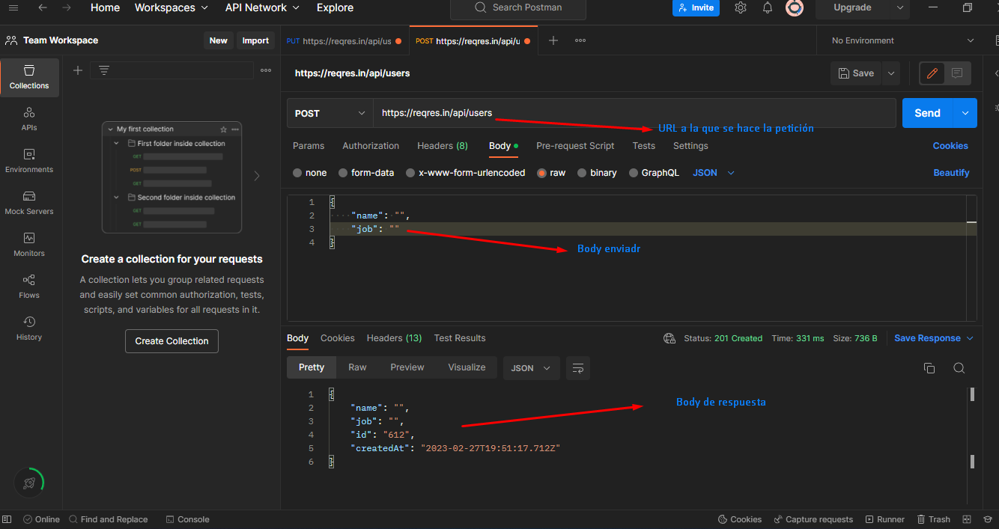 Home Workspaces API Network Explore Search Postman Invite Upgrade
Team Workspace New Import PUT https://reqres.in/api/us POST https://reqres.in/api/u No Environment
https://reqres.in/api/users Save
Collections
APIs
Environments
Mock Servers
Monitors
Flows
History
My first collection
First folder inside collection
GET
POST
GET
Second folder inside collection
GET
GET
Create a collection for your requests
A collection lets you group related requests
and easily set common authorization, tests,
scripts, and variables for all requests in it.
Create Collection
POST https://reqres.in/api/users Send
URL a la que se hace la petición
Params Authorization Headers (8) Body Pre-request Script Tests Settings Cookies
none form-data x-www-form-urlencoded raw binary GraphQL JSON Beautify
1 {
2 "name": "",
3 "job": ""
4 }
Body enviadr
Body Cookies Headers (13) Test Results Status: 201 Created Time: 331 ms Size: 736 B Save Response
Pretty Raw Preview Visualize JSON
1 {
2 "name": "",
3 "job": "",
4 "id": "612",
5 "createdAt": "2023-02-27T19:51:17.712Z"
6 }
Body de respuesta
Online Find and Replace Console Cookies Capture requests Runner Trash